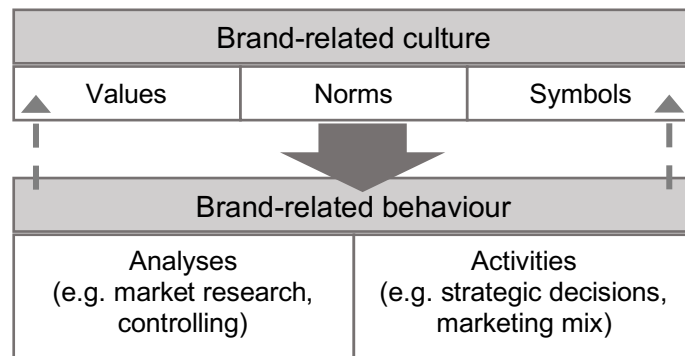 Brand-related culture
Values
Norms
Symbols
Brand-related behaviour
Analyses
(e.g. market research,
controlling)
Activities
(e.g. strategic decisions,
marketing mix)